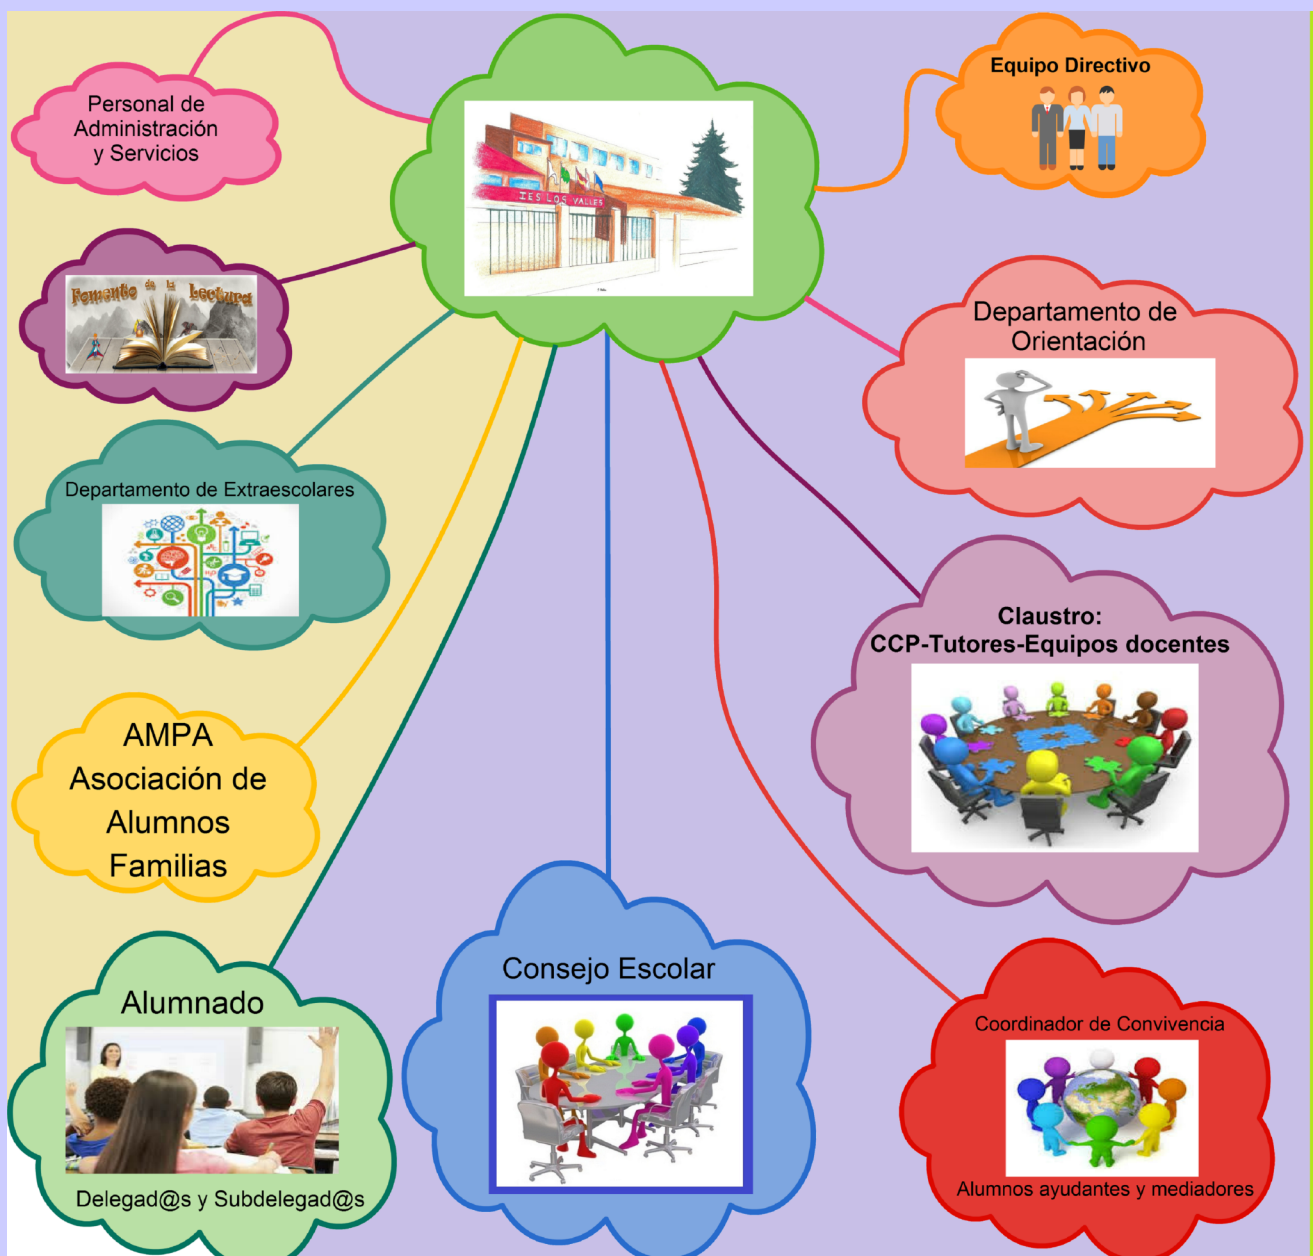 Equipo Directivo
Personal de
Administración
y Servicios
IES LOS VALLES
Fomento de la Lectura
Departamento de
Orientación
Departamento de Extraescolares
Claustro:
CCP-Tutores-Equipos docentes
AMPA
Asociación de
Alumnos
Familias
Consejo Escolar
Alumnado
Delegad@s y Subdelegad@s
Coordinador de Convivencia
Alumnos ayudantes y mediadores